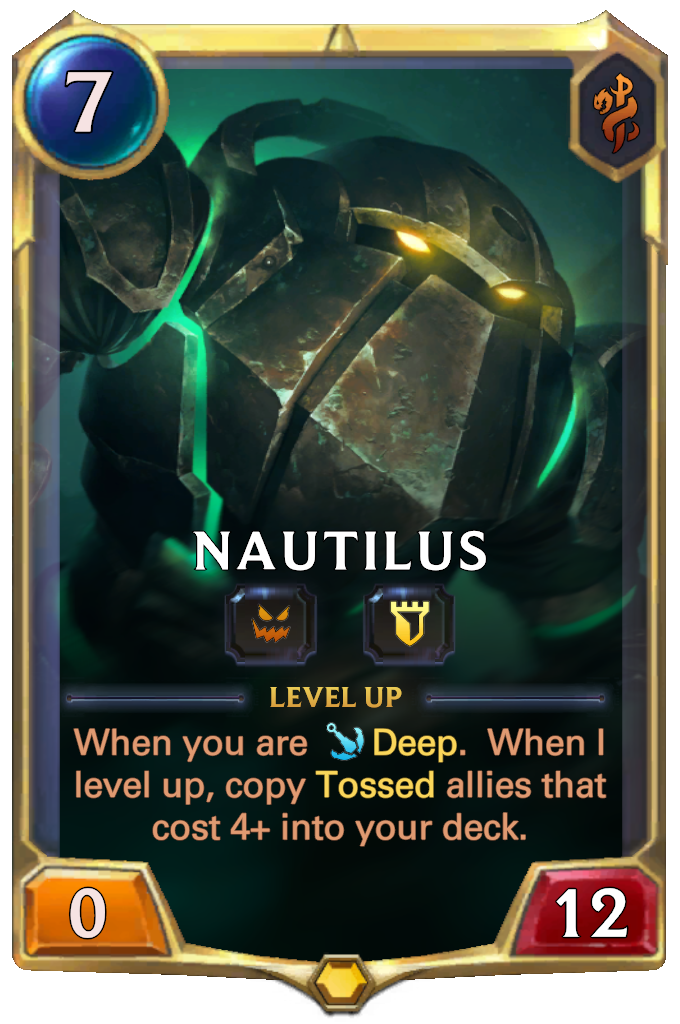 7
NAUTILUS
LEVEL UP
When you are Deep. When I
level up, copy Tossed allies that
cost 4+ into your deck.
0
12